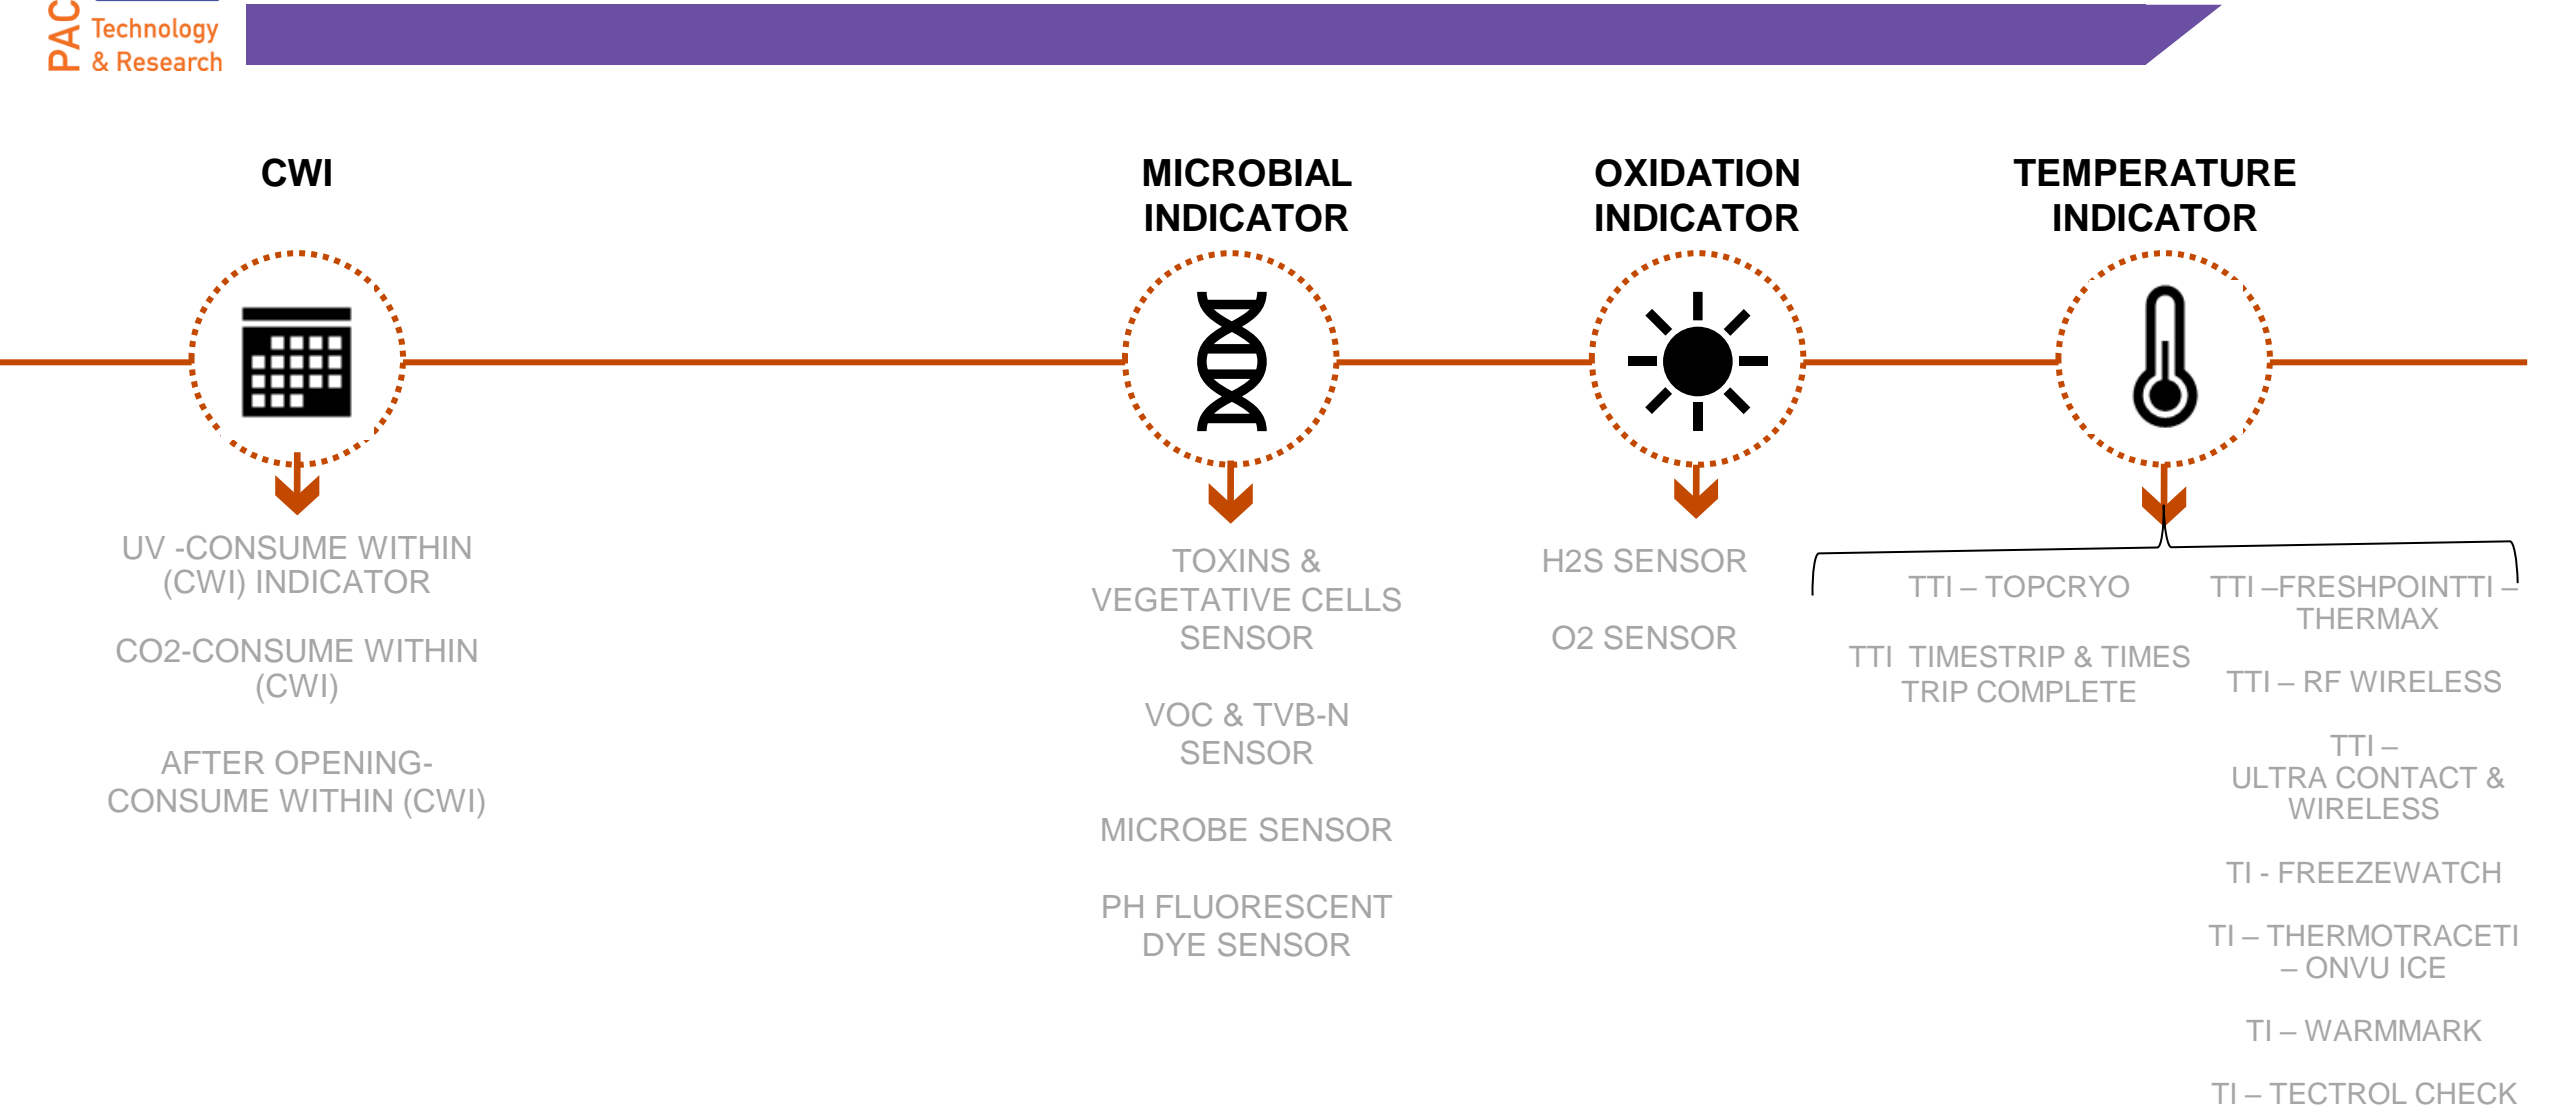 PAC
Technology
& Research
CWI
UV -CONSUME WITHIN
(CWI) INDICATOR
CO2-CONSUME WITHIN
(CWI)
AFTER OPENING-
CONSUME WITHIN (CWI)
MICROBIAL
INDICATOR
TOXINS &
VEGETATIVE CELLS
SENSOR
VOC & TVB-N
SENSOR
MICROBE SENSOR
PH FLUORESCENT
DYE SENSOR
OXIDATION
INDICATOR
H2S SENSOR
O2 SENSOR
TEMPERATURE
INDICATOR
TTI – TOPCRYO
TTI  TIMESTRIP & TIMES
TRIP COMPLETE
TTI –FRESHPOINTTI –
THERMAX
TTI – RF WIRELESS
TTI –
ULTRA CONTACT &
WIRELESS
TI - FREEZEWATCH
TI – THERMOTRACETI
– ONVU ICE
TI – WARMMARK
TI – TECTROL CHECK